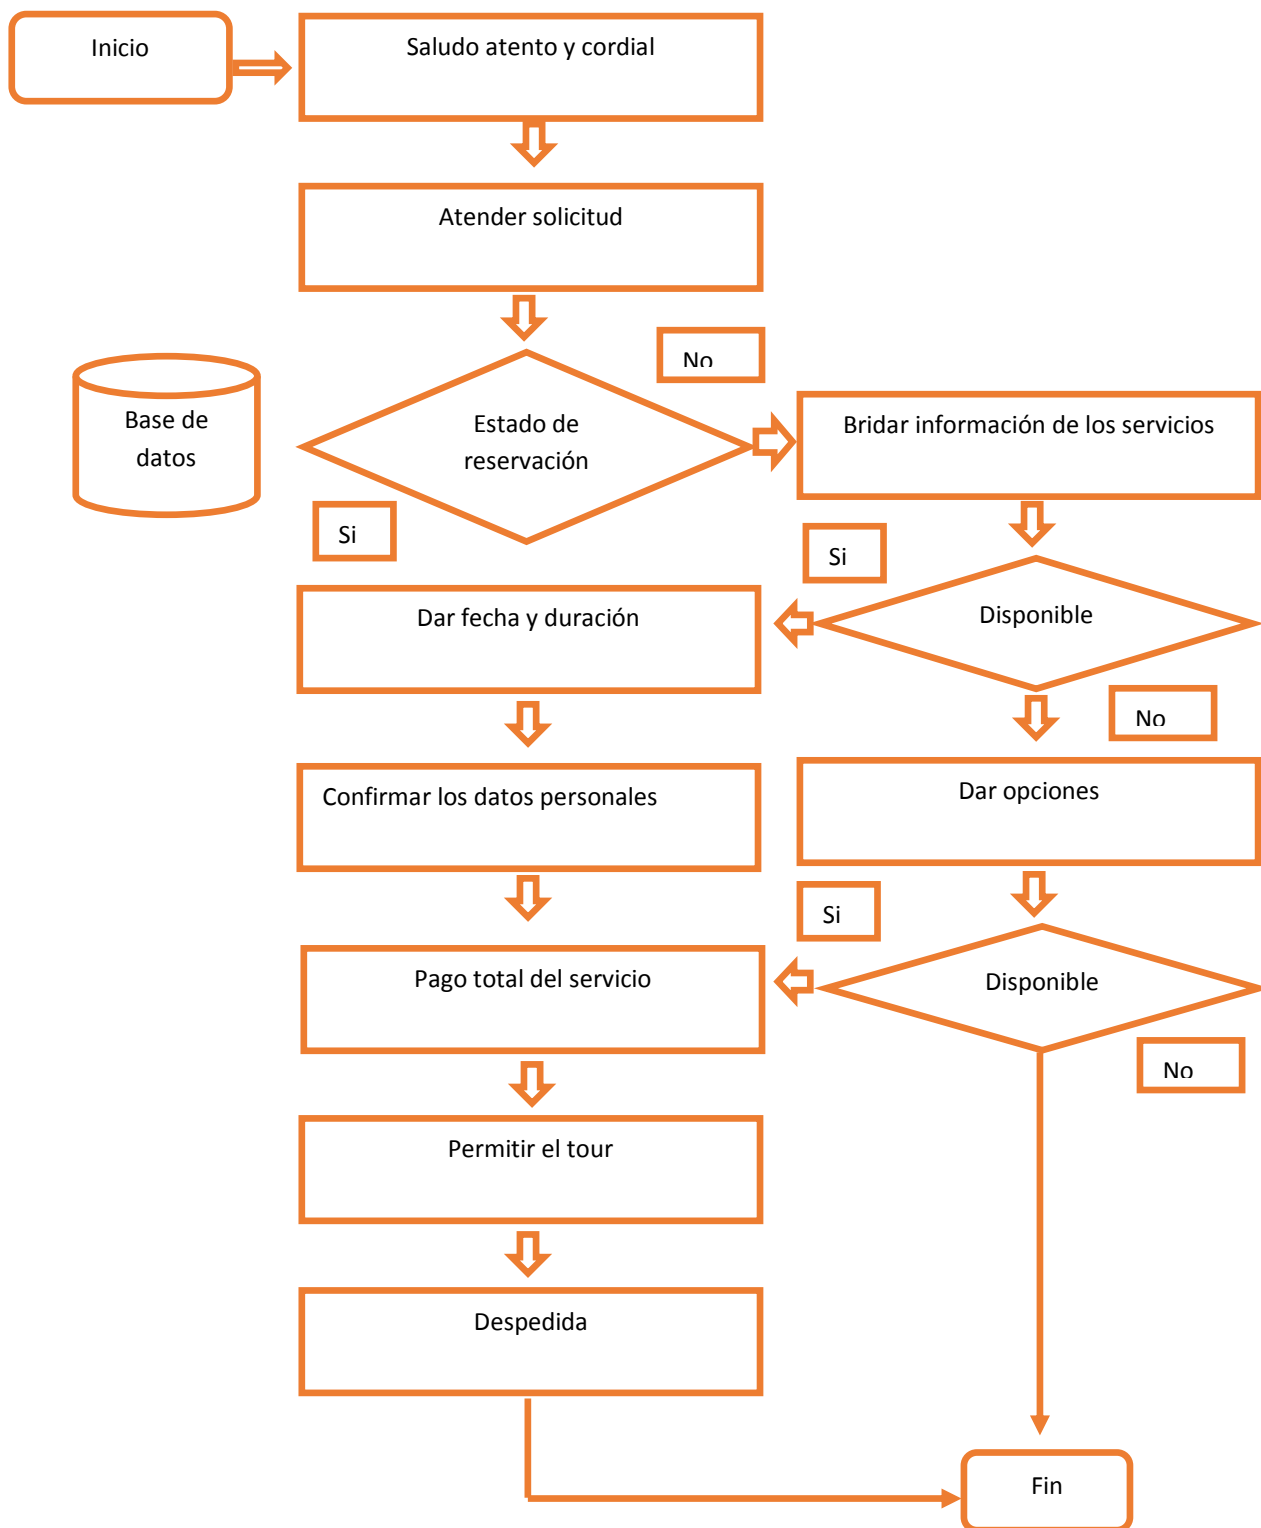 Inicio
Saludo atento y cordial
Atender solicitud
No
Base de
datos
Estado de
reservación
Bridar información de los servicios
Si
Si
Dar fecha y duración
Disponible
No
Confirmar los datos personales
Dar opciones
Si
Pago total del servicio
Disponible
No
Permitir el tour
Despedida
Fin